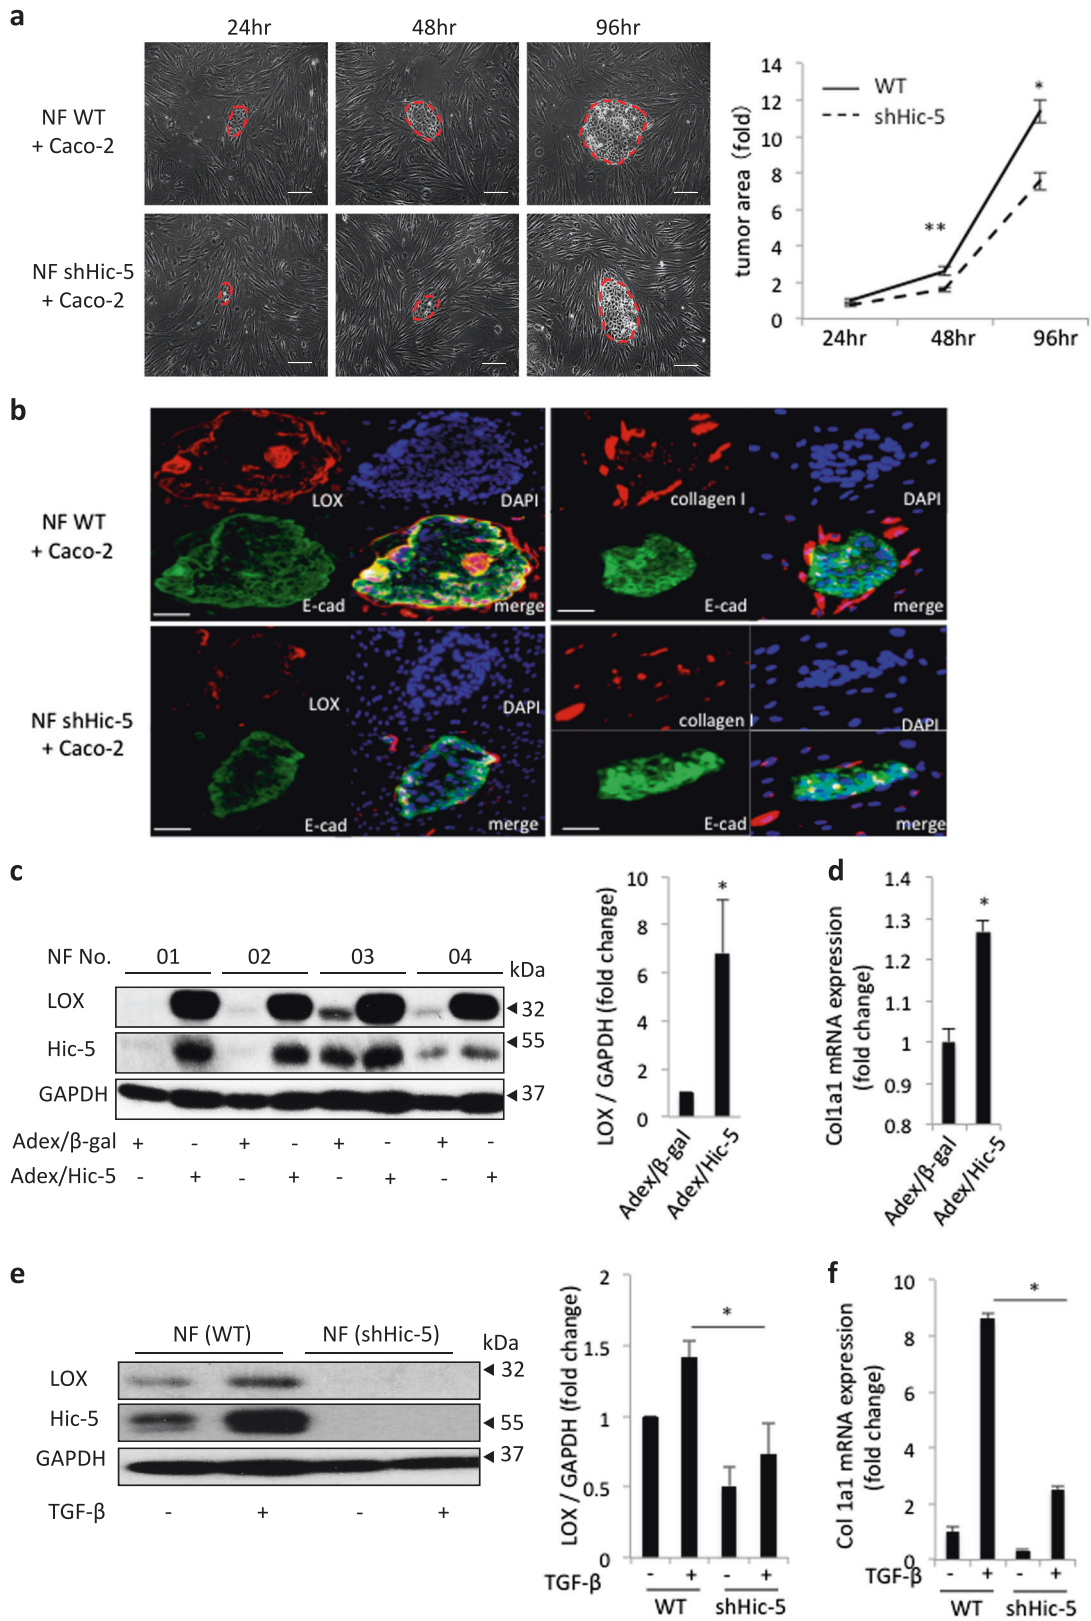 a
24hr 48hr 96hr
NF WT
+ Caco-2
NF shHic-5
+ Caco-2
tumor area (fold)
14
12
10
8
6
4
2
0
WT
shHic-5
*
**
24hr 48hr 96hr
b
NF WT
+ Caco-2
LOX DAPI
E-cad merge
collagen I DAPI
E-cad merge
NF shHic-5
+ Caco-2
LOX DAPI
E-cad merge
collagen I DAPI
E-cad merge
c
NF No. 01 02 03 04 kDa
LOX 32
Hic-5 55
GAPDH 37
Adex/β-gal + - + - + - + -
Adex/Hic-5 - + - + - + - +
LOX / GAPDH (fold change)
10
8
6
4
2
0
*
Adex/β-gal
Adex/Hic-5
d
Col1a1 mRNA expression
(fold change)
1.4
1.3
1.2
1.1
1
0.9
0.8
*
Adex/β-gal
Adex/Hic-5
e
NF (WT) NF (shHic-5) kDa
LOX 32
Hic-5 55
GAPDH 37
TGF-β - + - +
LOX / GAPDH (fold change)
2
1.5
1
0.5
0
*
TGF-β - + - +
WT shHic-5
f
Col 1a1 mRNA expression
(fold change)
10
8
6
4
2
0
*
TGF-β - + - +
WT shHic-5